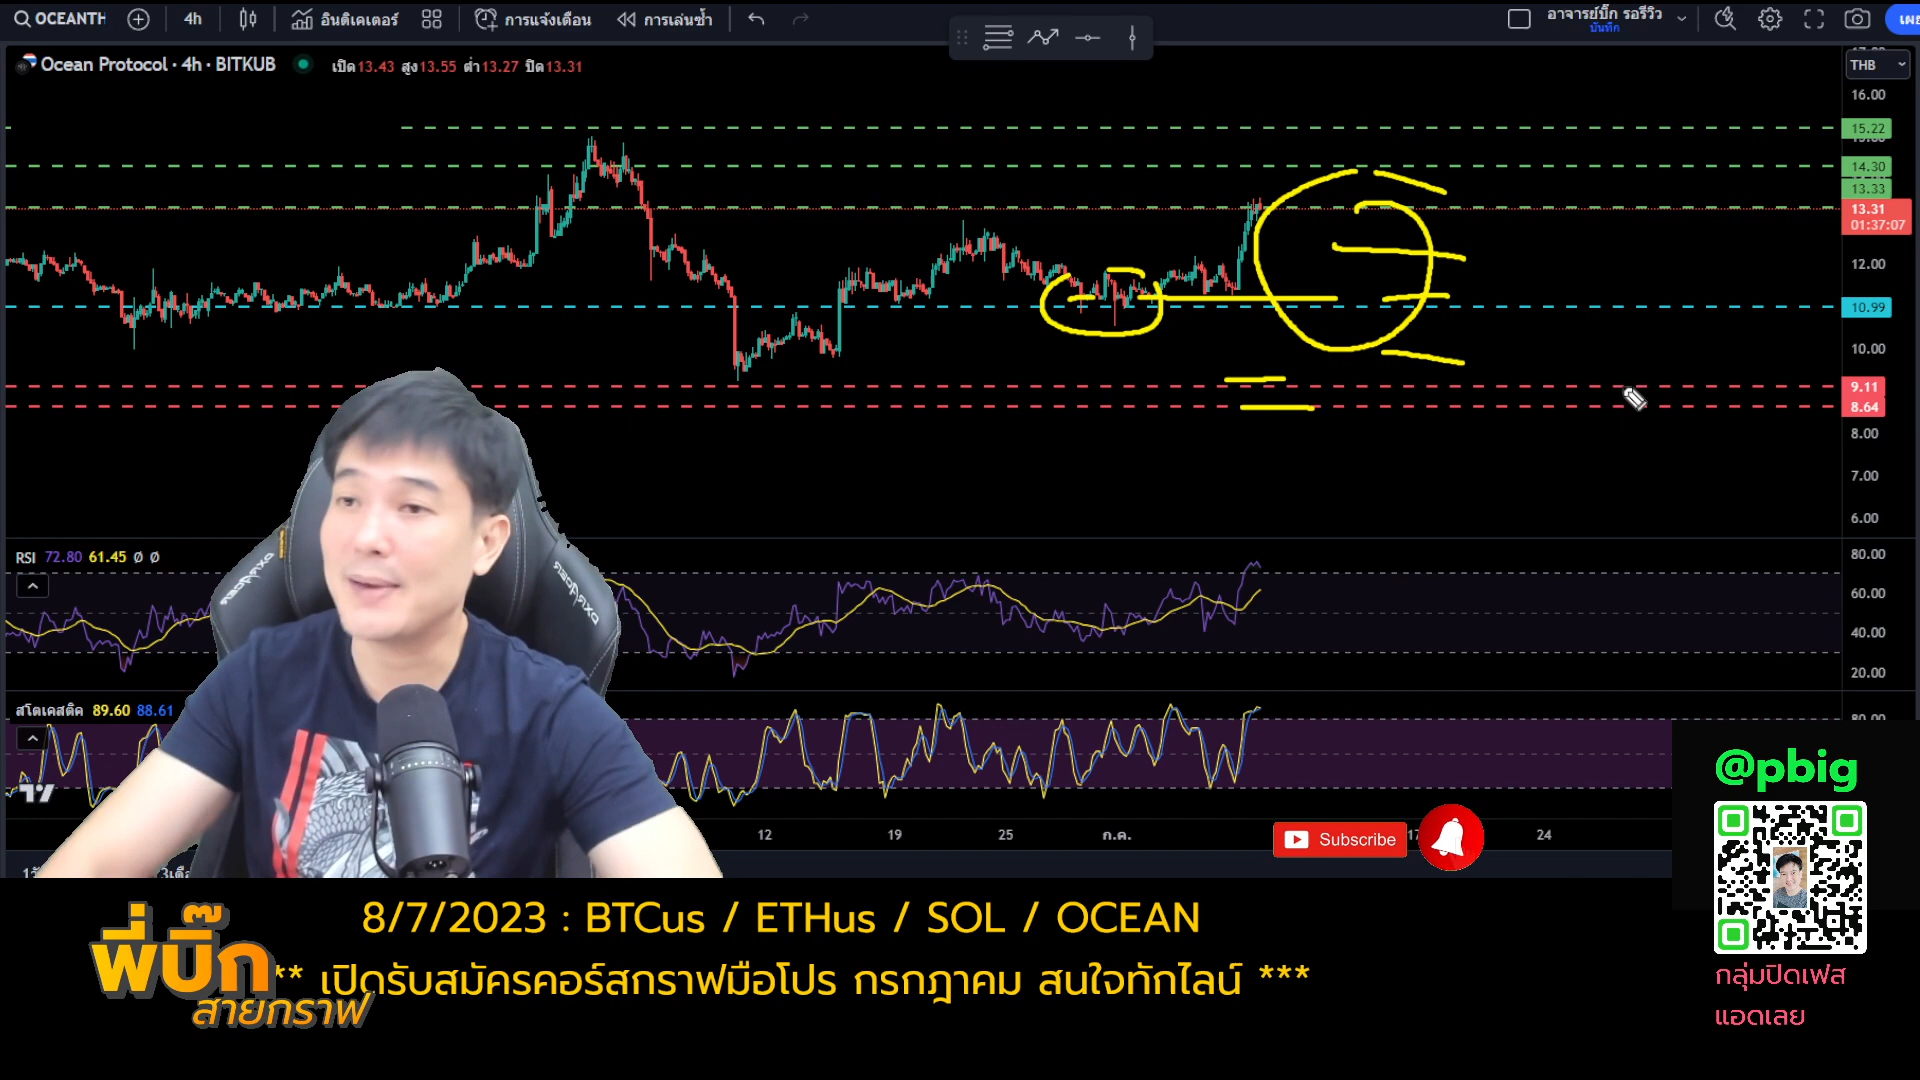 OCEANTH
4h
อินดิเคเตอร์
การแจ้งเตือน
การเล่นซ้ำ
อาจารย์บิ๊ก รอรีวิว
บันทึก
Ocean Protocol · 4h · BITKUB
เปิด13.43 สูง13.55 ต่ำ13.27 ปิด13.31
THB
16.00
15.22
14.30
13.33
13.31
01:37:07
12.00
10.99
10.00
9.11
8.64
8.00
7.00
6.00
RSI 72.80 61.45 Ø Ø
80.00
60.00
40.00
20.00
สโตเคสติค 89.60 88.61
80.00
DXRacer
DXRacer
12
19
25
ก.ค.
17
24
Subscribe
@pbig
กลุ่มปิดเฟส
แอดเลย
พี่บิ๊ก
สายกราฟ
8/7/2023 : BTCus / ETHus / SOL / OCEAN
** เปิดรับสมัครคอร์สกราฟมือโปร กรกฎาคม สนใจทักไลน์ ***